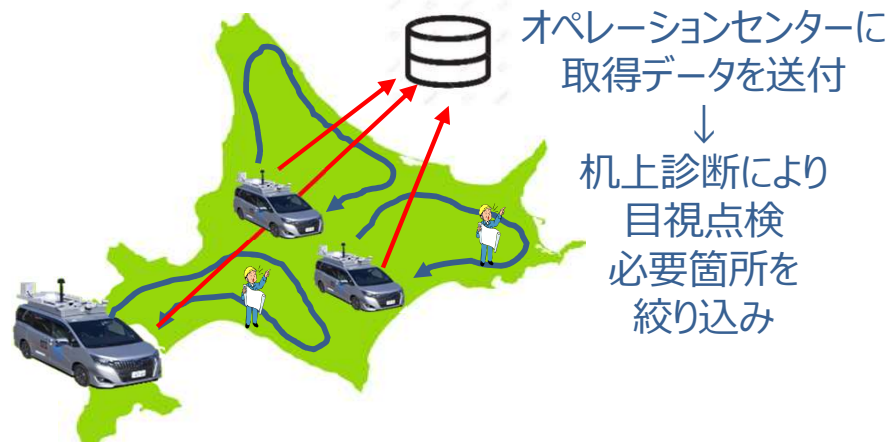 オペレーションセンターに
取得データを送付
↓
机上診断により
目視点検
必要箇所を
絞り込み